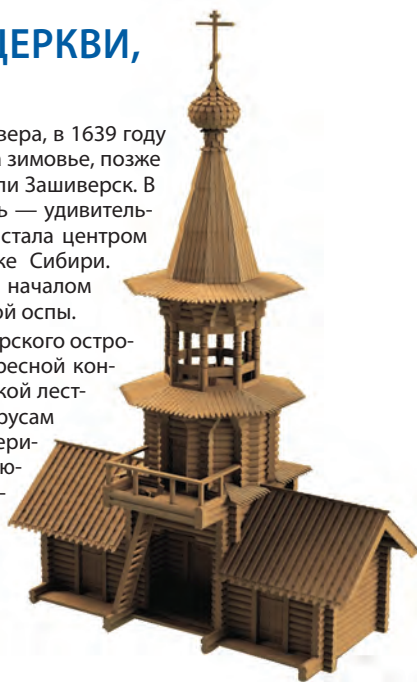 ЦЕРКВИ,
вера, в 1639 году
зимовье, позже
ли Зашиверск. В
ь — удивитель-
стала центром
ке Сибири.
началом
ой оспы.
рского остро-
ресной кон-
кой лест-
русам
ери-
ю-
-